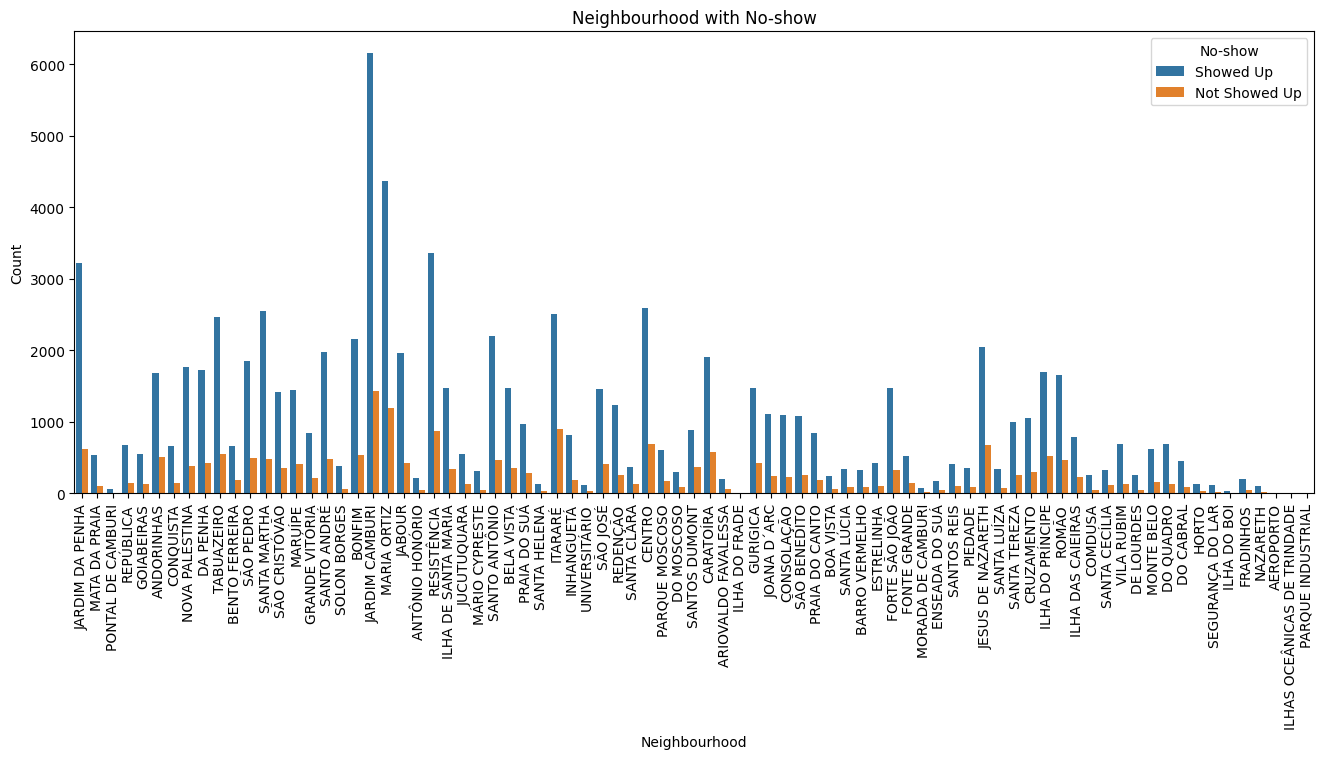 Neighbourhood with No-show
No-show
Showed Up
Not Showed Up
Count
6000
5000
4000
3000
2000
1000
0
JARDIM DA PENHA
MATA DA PRAIA
PONTAL DE CAMBURI
REPÚBLICA
GOIABEIRAS
ANDORINHAS
CONQUISTA
NOVA PALESTINA
DA PENHA
TABUAZEIRO
BENTO FERREIRA
SÃO PEDRO
SANTA MARTHA
SÃO CRISTÓVÃO
MARUÍPE
GRANDE VITÓRIA
SANTO ANDRÉ
SOLON BORGES
BONFIM
JARDIM CAMBURI
MARIA ORTIZ
JABOUR
ANTÔNIO HONÓRIO
RESISTÊNCIA
ILHA DE SANTA MARIA
JUCUTUQUARA
MÁRIO CYPRESTE
SANTO ANTÔNIO
BELA VISTA
PRAIA DO SUÁ
SANTA HELENA
ITARARÉ
INHANGUETÁ
UNIVERSITÁRIO
SÃO JOSÉ
REDENÇÃO
SANTA CLARA
CENTRO
PARQUE MOSCOSO
DO MOSCOSO
SANTOS DUMONT
CARATOÍRA
ARIOVALDO FAVALESSA
ILHA DO FRADE
GURIGICA
JOANA D´ARC
CONSOLAÇÃO
SÃO BENEDITO
PRAIA DO CANTO
BOA VISTA
SANTA LÚCIA
BARRO VERMELHO
ESTRELINHA
FORTE SÃO JOÃO
FONTE GRANDE
MORADA DE CAMBURI
ENSEADA DO SUÁ
SANTOS REIS
PIEDADE
JESUS DE NAZARETH
SANTA LUÍZA
SANTA TEREZA
CRUZAMENTO
ILHA DO PRÍNCIPE
ROMÃO
ILHA DAS CAIEIRAS
COMDUSA
SANTA CECÍLIA
VILA RUBIM
DE LOURDES
MONTE BELO
DO QUADRO
DO CABRAL
HORTO
SEGURANÇA DO LAR
ILHA DO BOI
FRADINHOS
NAZARETH
AEROPORTO
ILHAS OCEÂNICAS DE TRINDADE
PARQUE INDUSTRIAL
Neighbourhood